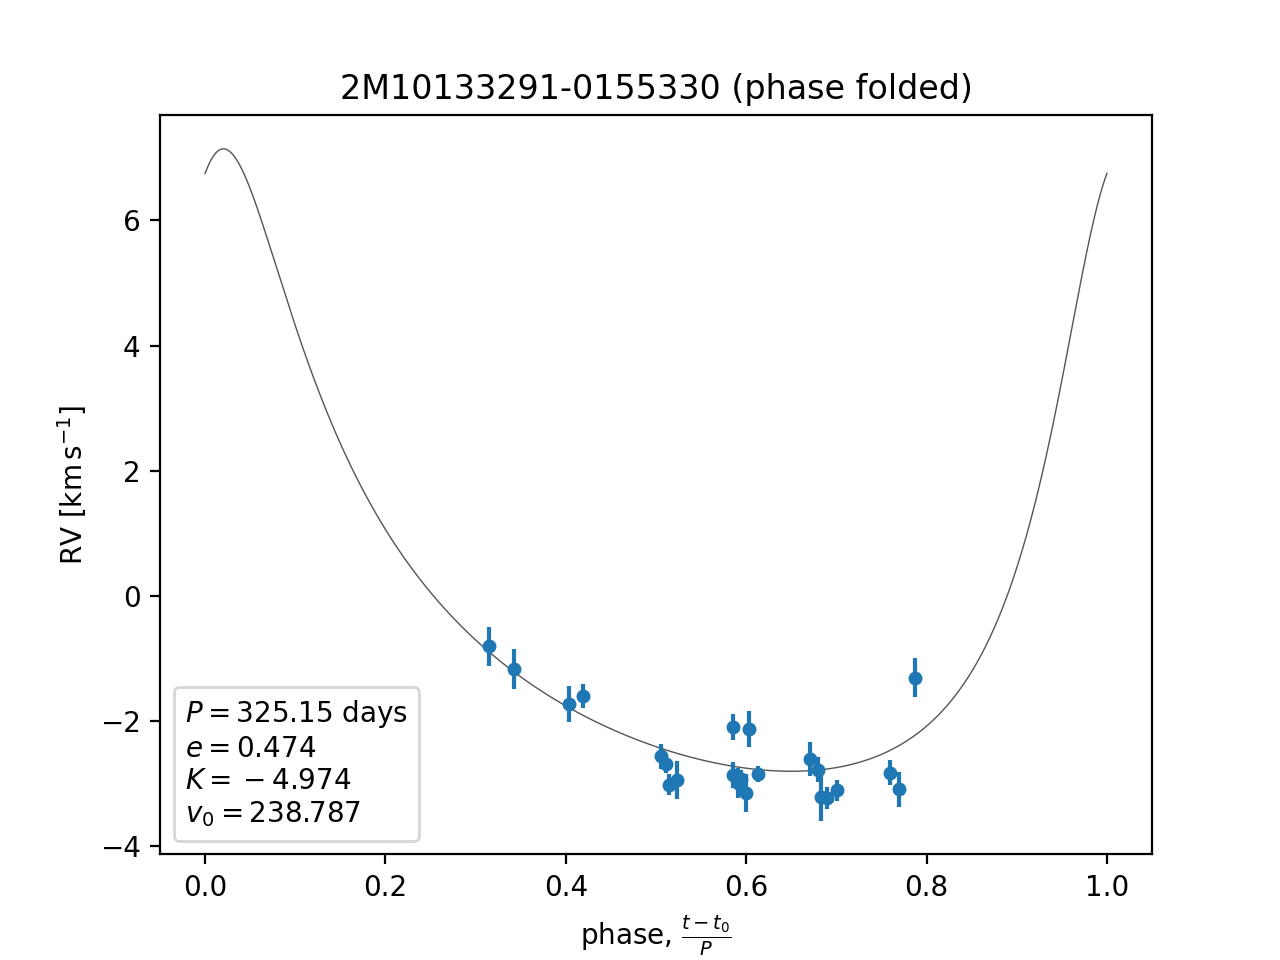 2M10133291-0155330 (phase folded)
RV [km s⁻¹]
6
4
2
0
−2
−4
P = 325.15 days
e = 0.474
K = −4.974
v₀ = 238.787
0.0 0.2 0.4 0.6 0.8 1.0
phase, (t − t₀)/P